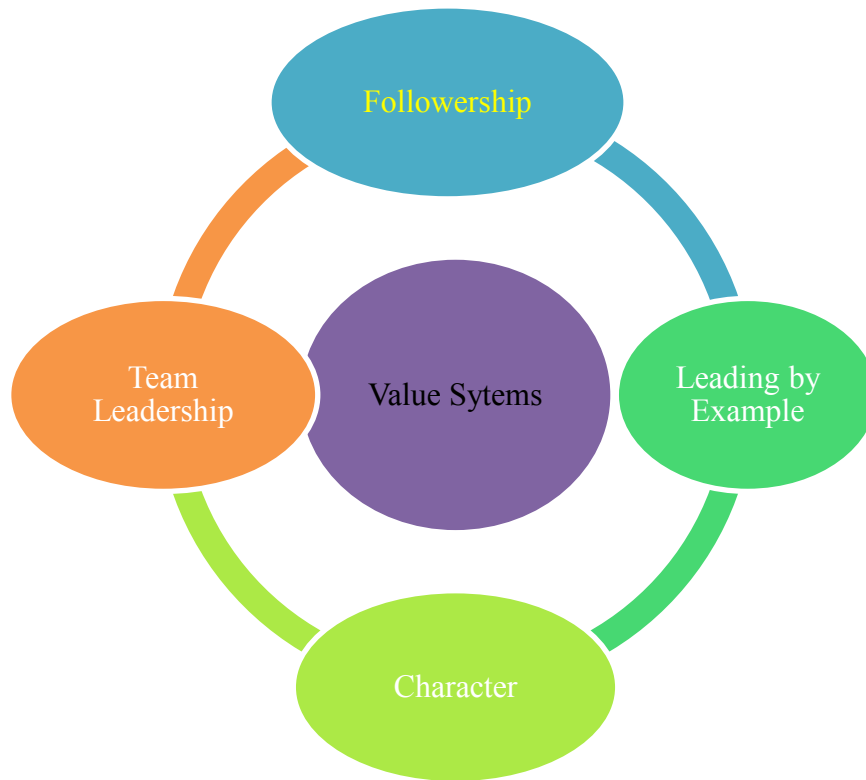 Followership
Team
Leadership
Value Sytems
Leading by
Example
Character